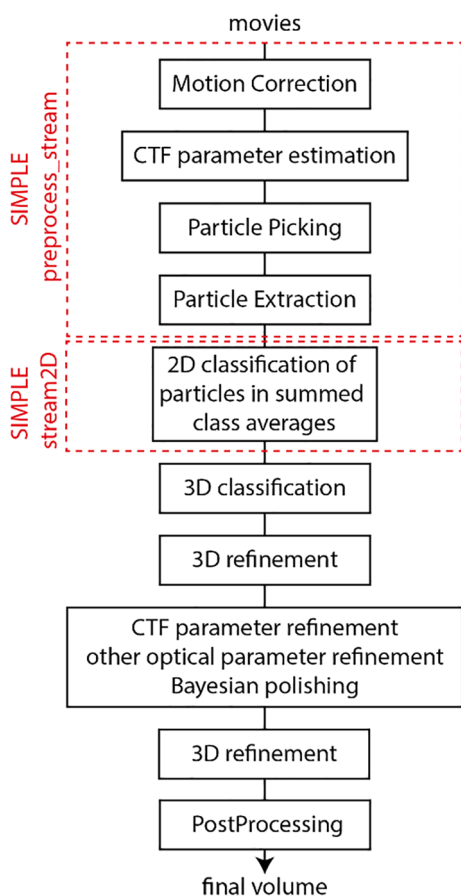 movies
SIMPLE
preprocess_stream
Motion Correction
CTF parameter estimation
Particle Picking
Particle Extraction
SIMPLE
stream2D
2D classification of
particles in summed
class averages
3D classification
3D refinement
CTF parameter refinement
other optical parameter refinement
Bayesian polishing
3D refinement
PostProcessing
final volume